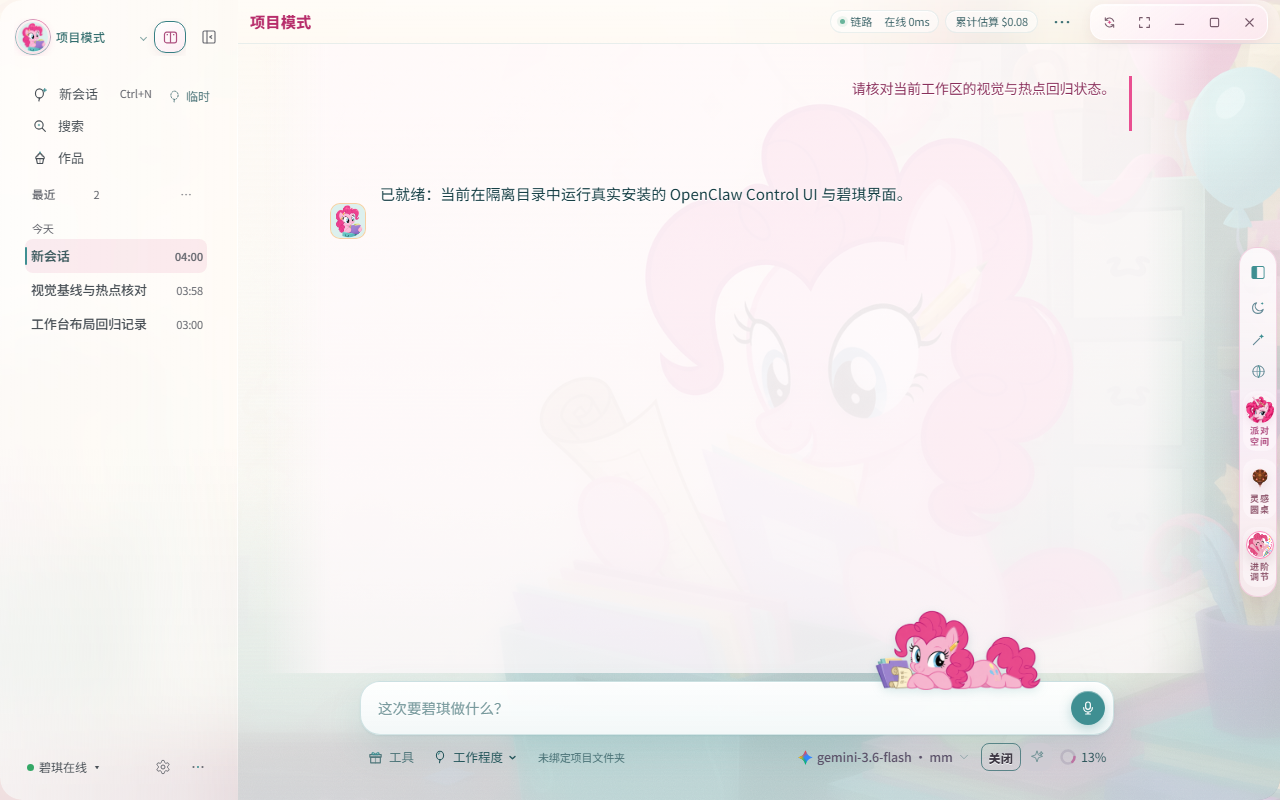 项目模式
新会话 Ctrl+N 临时
搜索
作品
最近 2 ···
今天
新会话 04:00
视觉基线与热点核对 03:58
工作台布局回归记录 03:00
碧琪在线 ···
项目模式
链路 在线 0ms 累计估算 $0.08 ···
请核对当前工作区的视觉与热点回归状态。
已就绪：当前在隔离目录中运行真实安装的 OpenClaw Control UI 与碧琪界面。
派对
空间
灵感
圆桌
进阶
调节
这次要碧琪做什么？
工具 工作程度 未绑定项目文件夹 gemini-3.6-flash · mm 关闭 13%